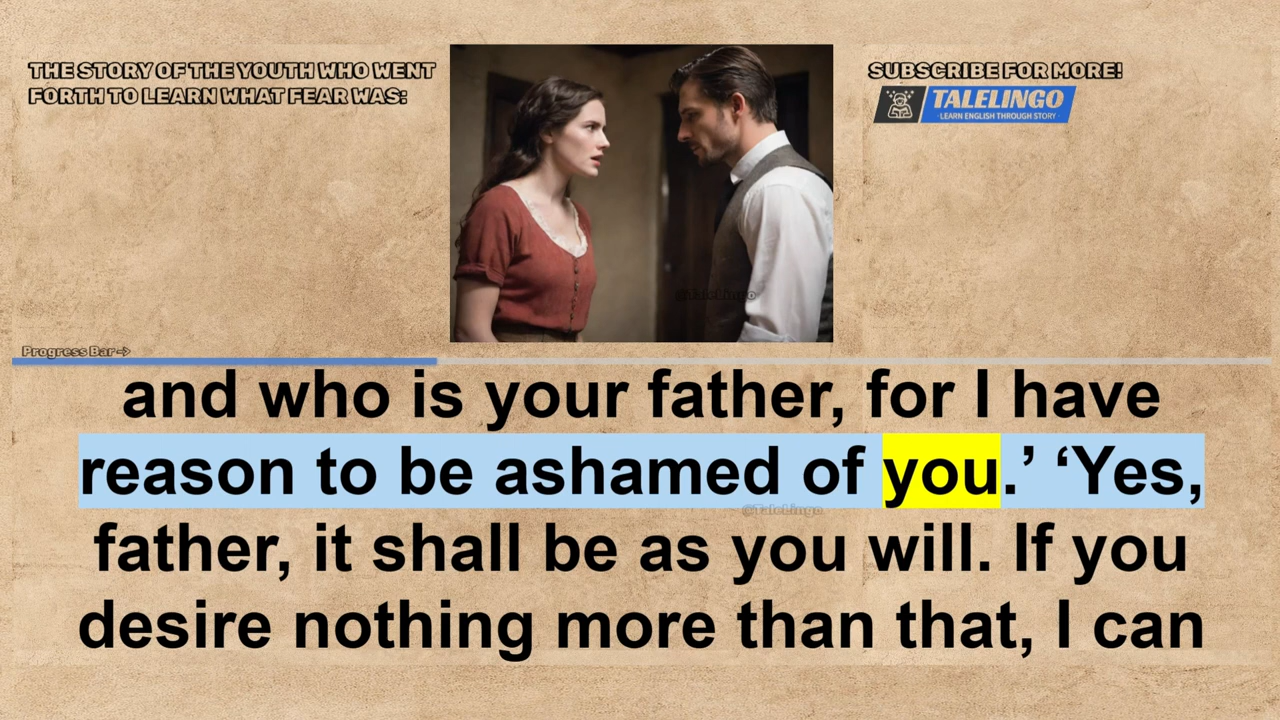 THE STORY OF THE YOUTH WHO WENT
FORTH TO LEARN WHAT FEAR WAS:
SUBSCRIBE FOR MORE!
TALELINGO
LEARN ENGLISH THROUGH STORY
@TaleLingo
Progress Bar->
and who is your father, for I have
reason to be ashamed of you.’ ‘Yes,
@TaleLingo
father, it shall be as you will. If you
desire nothing more than that, I can